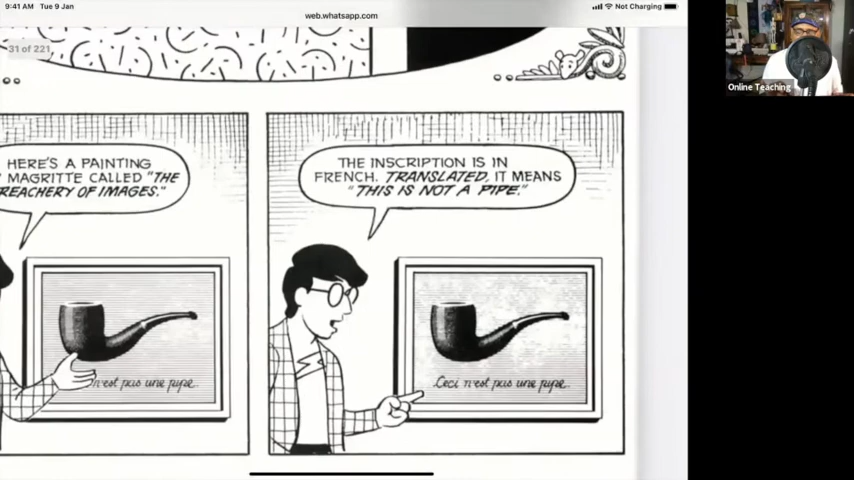 9:41 AM Tue 9 Jan
Not Charging
web.whatsapp.com
31 of 221
Online Teaching
HERE'S A PAINTING
MAGRITTE CALLED "THE
REACHERY OF IMAGES."
n'est pas une pipe.
THE INSCRIPTION IS IN
FRENCH. TRANSLATED, IT MEANS
"THIS IS NOT A PIPE."
Ceci n'est pas une pipe.